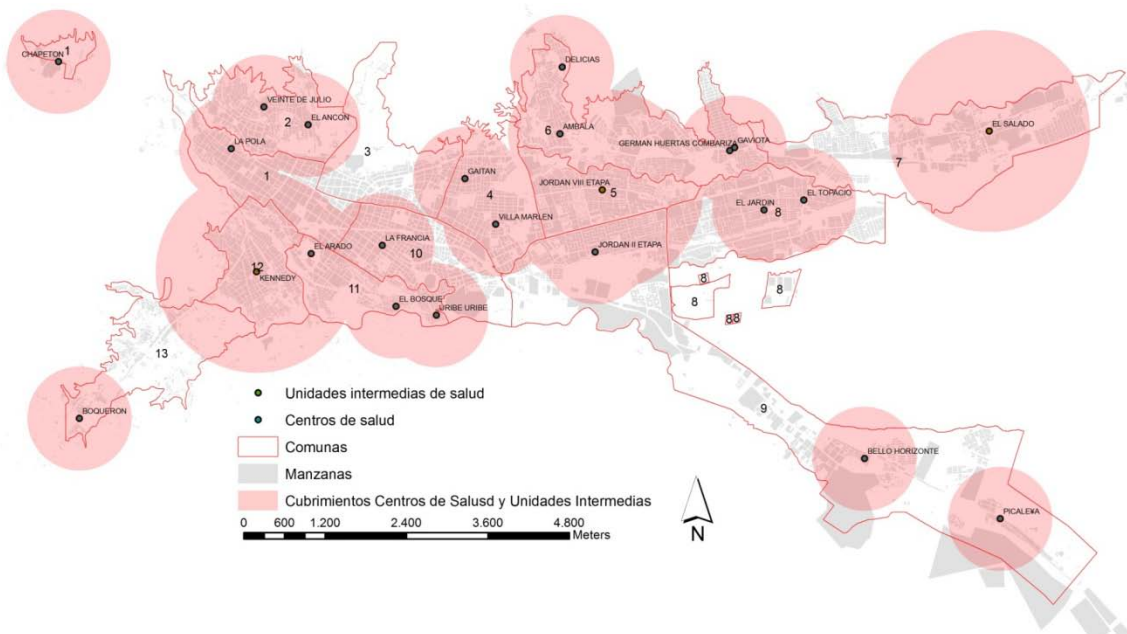 1
CHAPETON
DELICIAS
VEINTE DE JULIO
EL ANCON
2
EL SALADO
6
AMBALA
LA POLA
3
GERMAN HUERTAS COMBARIZA
GAVIOTA
7
1
GAITAN
4
JORDAN VIII ETAPA
5
EL TOPACIO
EL JARDIN
8
VILLA MARLEN
LA FRANCIA
10
EL ARADO
JORDAN II ETAPA
12
KENNEDY
11
8
8
8
88
EL BOSQUE
URIBE URIBE
13
9
BOQUERON
Unidades intermedias de salud
Centros de salud
Comunas
Manzanas
Cubrimientos Centros de Salusd y Unidades Intermedias
0 600 1.200 2.400 3.600 4.800
Meters
N
BELLO HORIZONTE
PICALEÑA